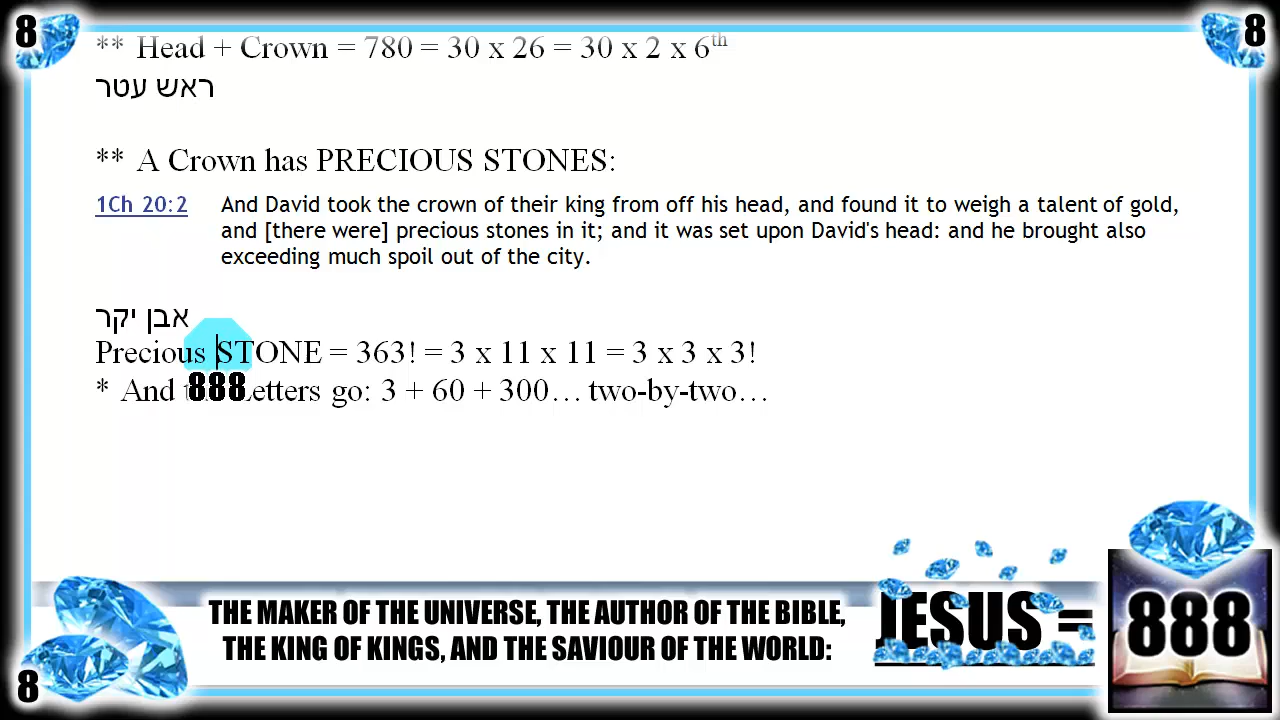 8
8
** Head + Crown = 780 = 30 x 26 = 30 x 2 x 6th
ראש עטר
** A Crown has PRECIOUS STONES:
1Ch 20:2 And David took the crown of their king from off his head, and found it to weigh a talent of gold,
and [there were] precious stones in it; and it was set upon David's head: and he brought also
exceeding much spoil out of the city.
אבן יקר
Precious STONE = 363! = 3 x 11 x 11 = 3 x 3 x 3!
* And 888 etters go: 3 + 60 + 300… two-by-two…
THE MAKER OF THE UNIVERSE, THE AUTHOR OF THE BIBLE,
THE KING OF KINGS, AND THE SAVIOUR OF THE WORLD:
JESUS =
888
8